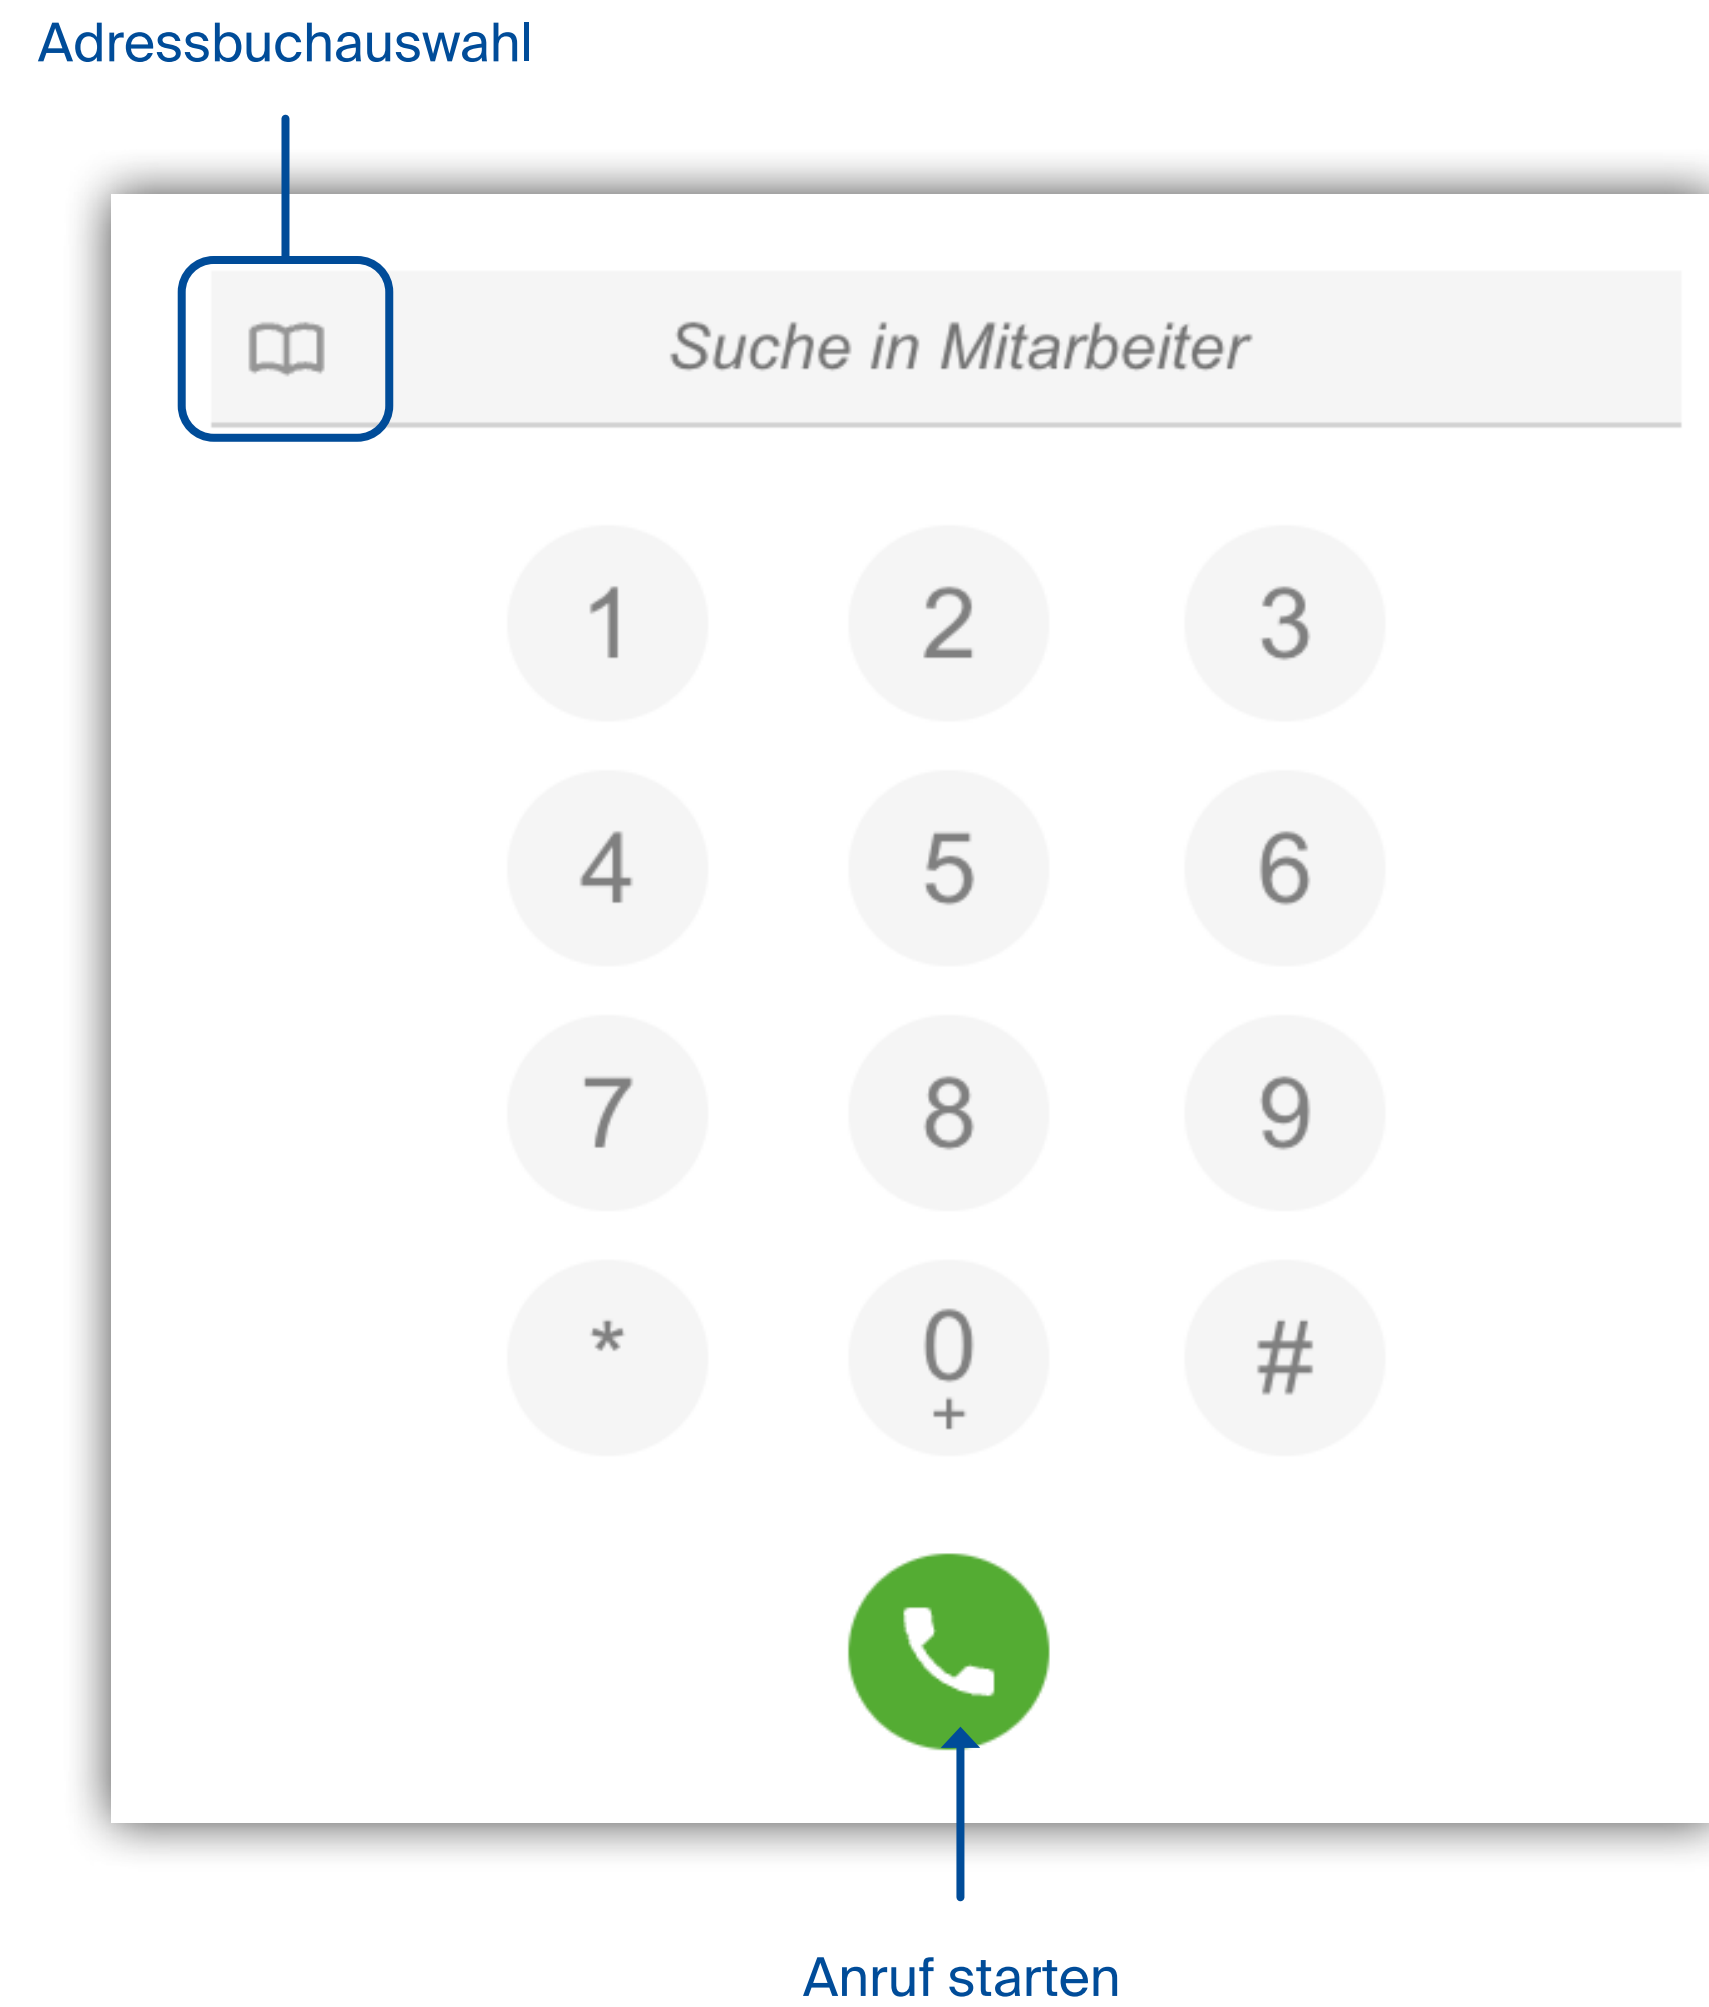 Adressbuchauswahl
Suche in Mitarbeiter
1 2 3
4 5 6
7 8 9
* 0 #
+
Anruf starten